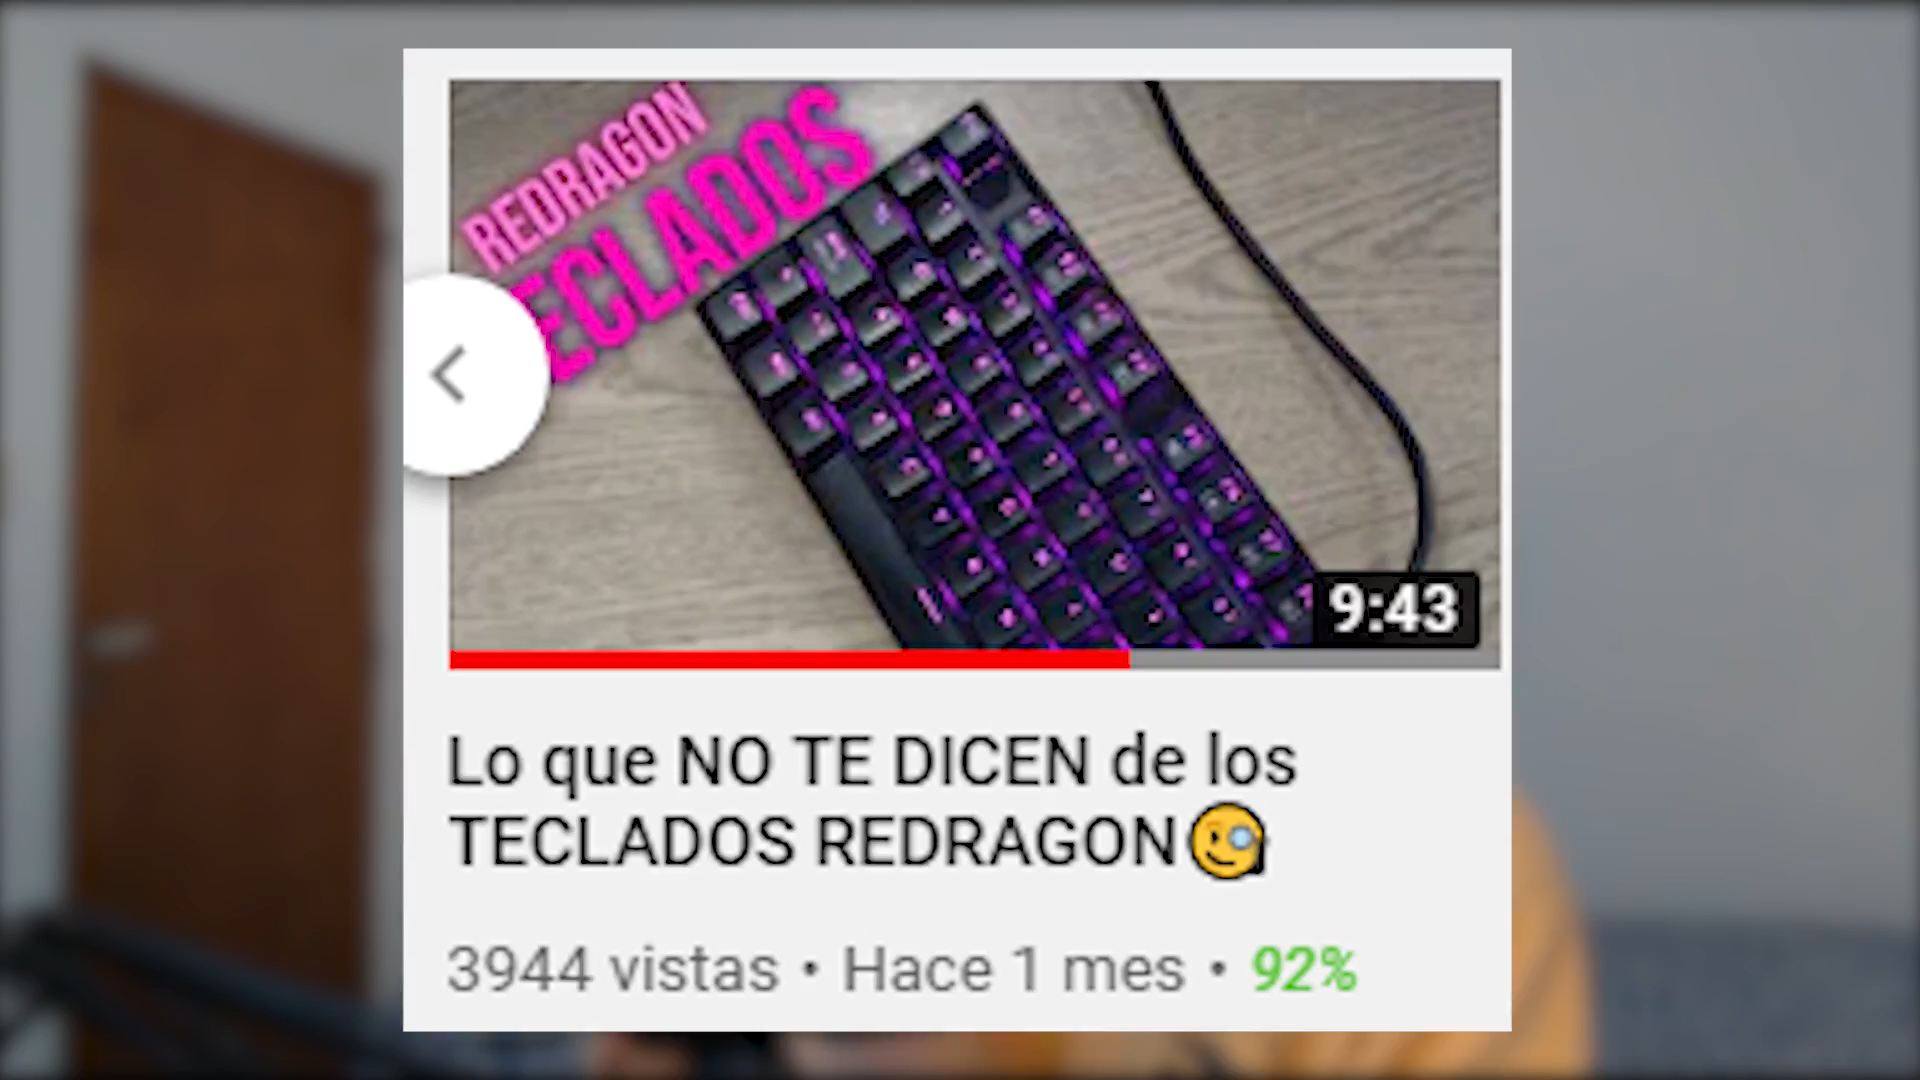 REDRAGON
TECLADOS
9:43
Lo que NO TE DICEN de los
TECLADOS REDRAGON🧐
3944 vistas • Hace 1 mes • 92%